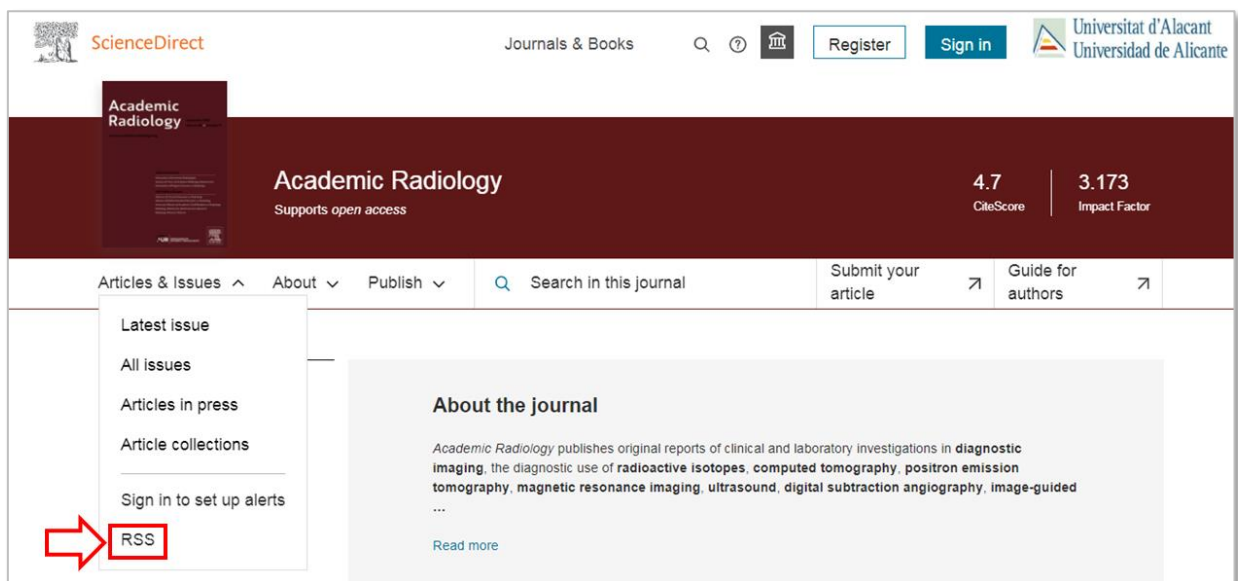 ScienceDirect
Journals & Books
Register
Sign in
Universitat d'Alacant
Universidad de Alicante
Academic
Radiology
Academic Radiology
Supports open access
4.7
CiteScore
3.173
Impact Factor
Articles & Issues
About
Publish
Search in this journal
Submit your
article
Guide for
authors
Latest issue
All issues
Articles in press
Article collections
Sign in to set up alerts
RSS
About the journal
Academic Radiology publishes original reports of clinical and laboratory investigations in diagnostic
imaging, the diagnostic use of radioactive isotopes, computed tomography, positron emission
tomography, magnetic resonance imaging, ultrasound, digital subtraction angiography, image-guided
...
Read more